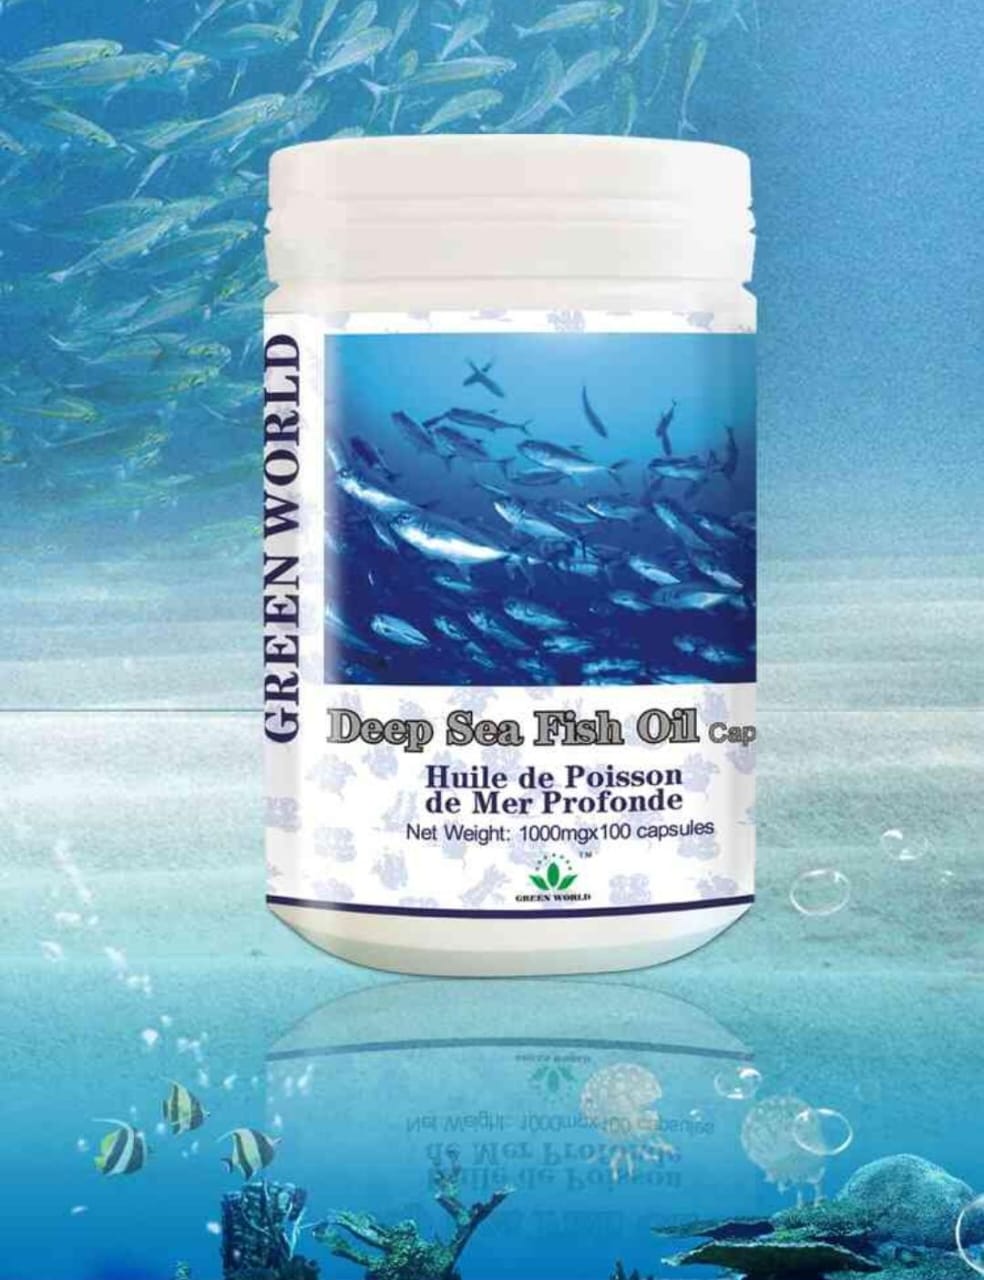 GREEN WORLD
Deep Sea Fish Oil Cap
Huile de Poisson
de Mer Profonde
Net Weight: 1000mgx100 capsules
TM
GREEN WORLD